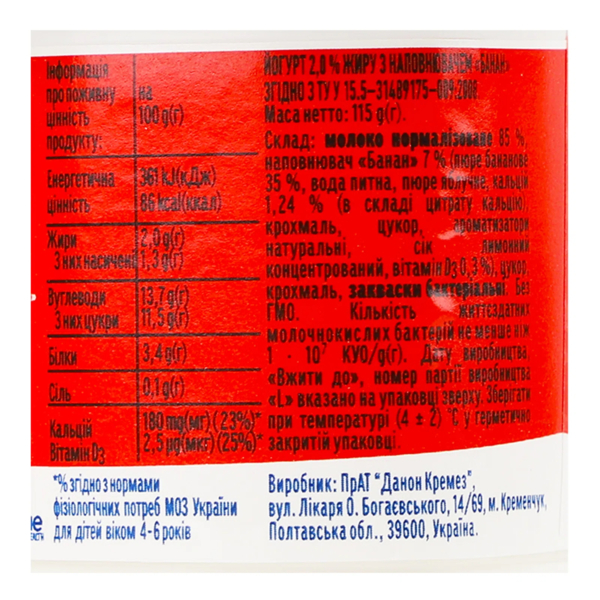 Інформація
про поживну
цінність
продукту:
на
100 g(г)
Енергетична
цінність
361 kJ(кДж)
86 kcal(ккал)
Жири
З них насичені
2,0 g(г)
1,3 g(г)
Вуглеводи
З них цукри
13,7 g(г)
11,5 g(г)
Білки
3,4 g(г)
Сіль
0,1 g(г)
Кальцій
Вітамін D3
180 mg(мг) (23%)*
2,5 µg(мкг) (25%)*
*% згідно з нормами
фізіологічних потреб МОЗ України
для дітей віком 4-6 років
ЙОГУРТ 2,0 % ЖИРУ З НАПОВНЮВАЧЕМ «БАНАН»
ЗГІДНО З ТУ У 15.5–31489175–009:2006.
Маса нетто: 115 g(г).
Склад: молоко нормалізоване 85 %,
наповнювач «Банан» 7 % (пюре бананове
35 %, вода питна, пюре яблучне, кальцій
1,24 % (в складі цитрату кальцію),
крохмаль, цукор, ароматизатори
натуральні, сік лимонний
концентрований, вітамін D3 0,3%), цукор,
крохмаль, закваски бактеріальні. Без
ГМО. Кількість життєздатних
молочнокислих бактерій не менше ніж
1 · 10⁷ КУО/g(г). Дату виробництва,
«Вжити до», номер партії виробництва
«L» вказано на упаковці зверху. Зберігати
при температурі (4 ± 2) °С у герметично
закритій упаковці.
Виробник: ПрАТ "Данон Кремез",
вул. Лікаря О. Богаєвського, 14/69, м. Кременчук,
Полтавська обл., 39600, Україна.